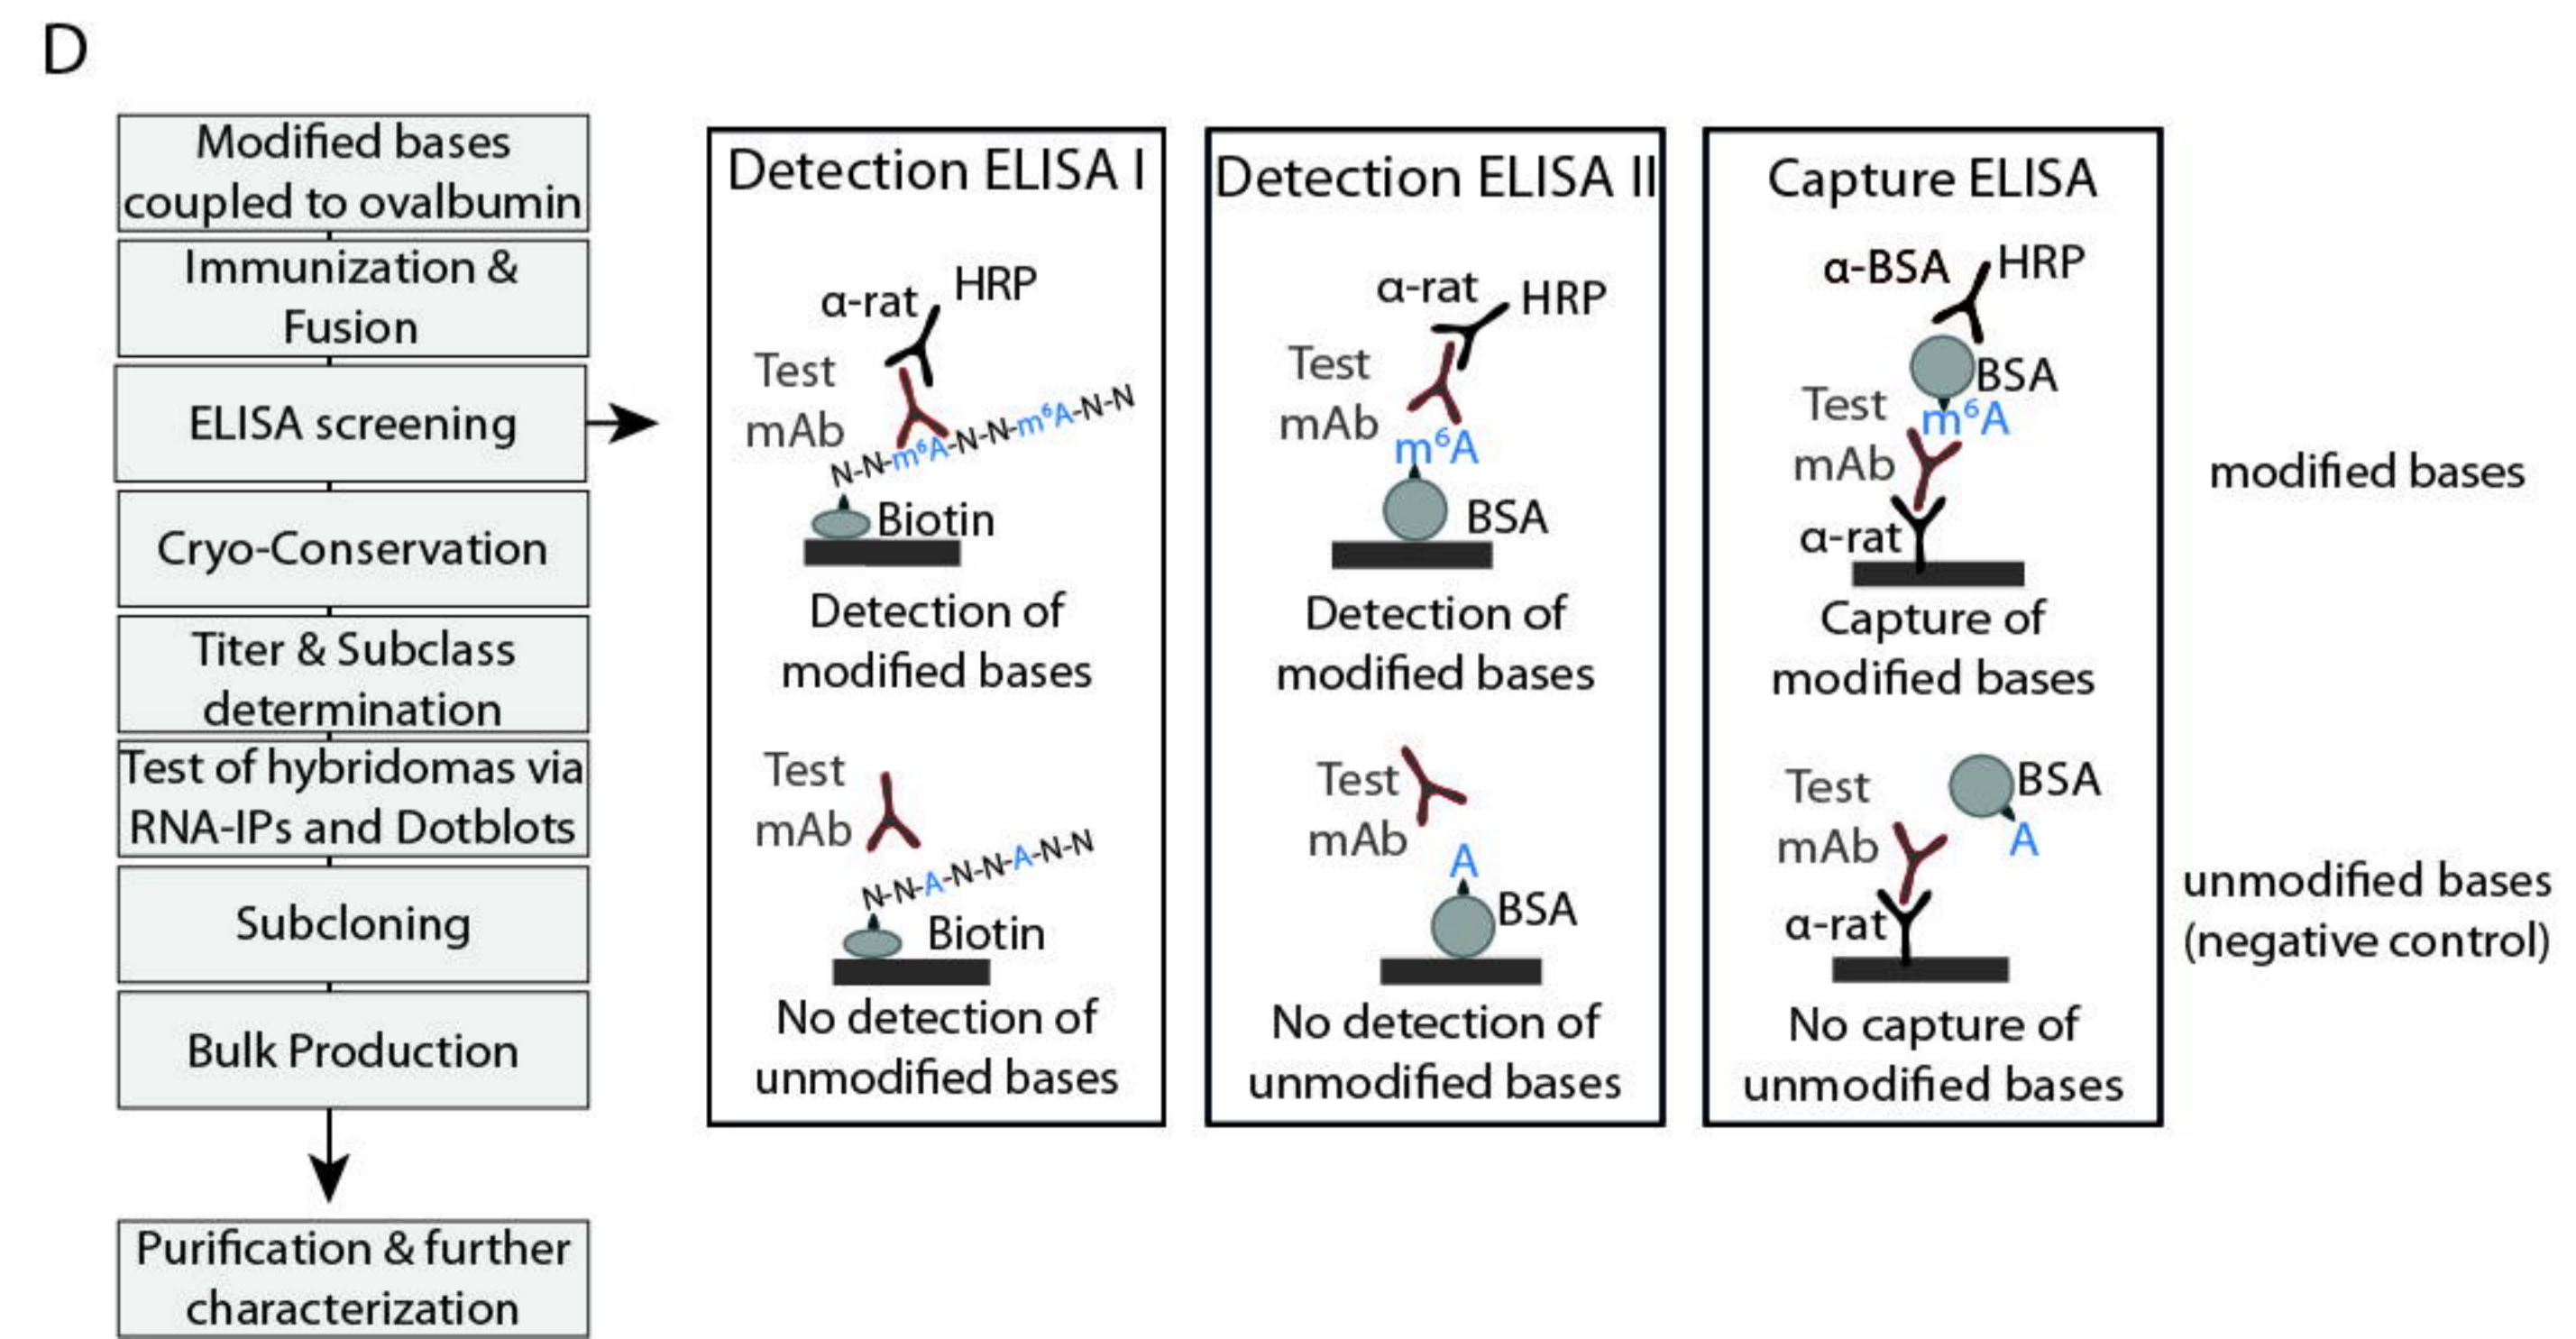 D
Modified bases
coupled to ovalbumin
Immunization &
Fusion
ELISA screening
Cryo-Conservation
Titer & Subclass
determination
Test of hybridomas via
RNA-IPs and Dotblots
Subcloning
Bulk Production
Purification & further
characterization
Detection ELISA I
α-rat
HRP
Test
mAb
N-N-m⁶A-N-N-m⁶A-N-N
Biotin
Detection of
modified bases
Test
mAb
N-N-A-N-N-A-N-N
Biotin
No detection of
unmodified bases
Detection ELISA II
α-rat
HRP
Test
mAb
m⁶A
BSA
Detection of
modified bases
Test
mAb
A
BSA
No detection of
unmodified bases
Capture ELISA
α-BSA
HRP
BSA
Test
mAb
m⁶A
α-rat
Capture of
modified bases
Test
mAb
BSA
A
α-rat
No capture of
unmodified bases
modified bases
unmodified bases
(negative control)